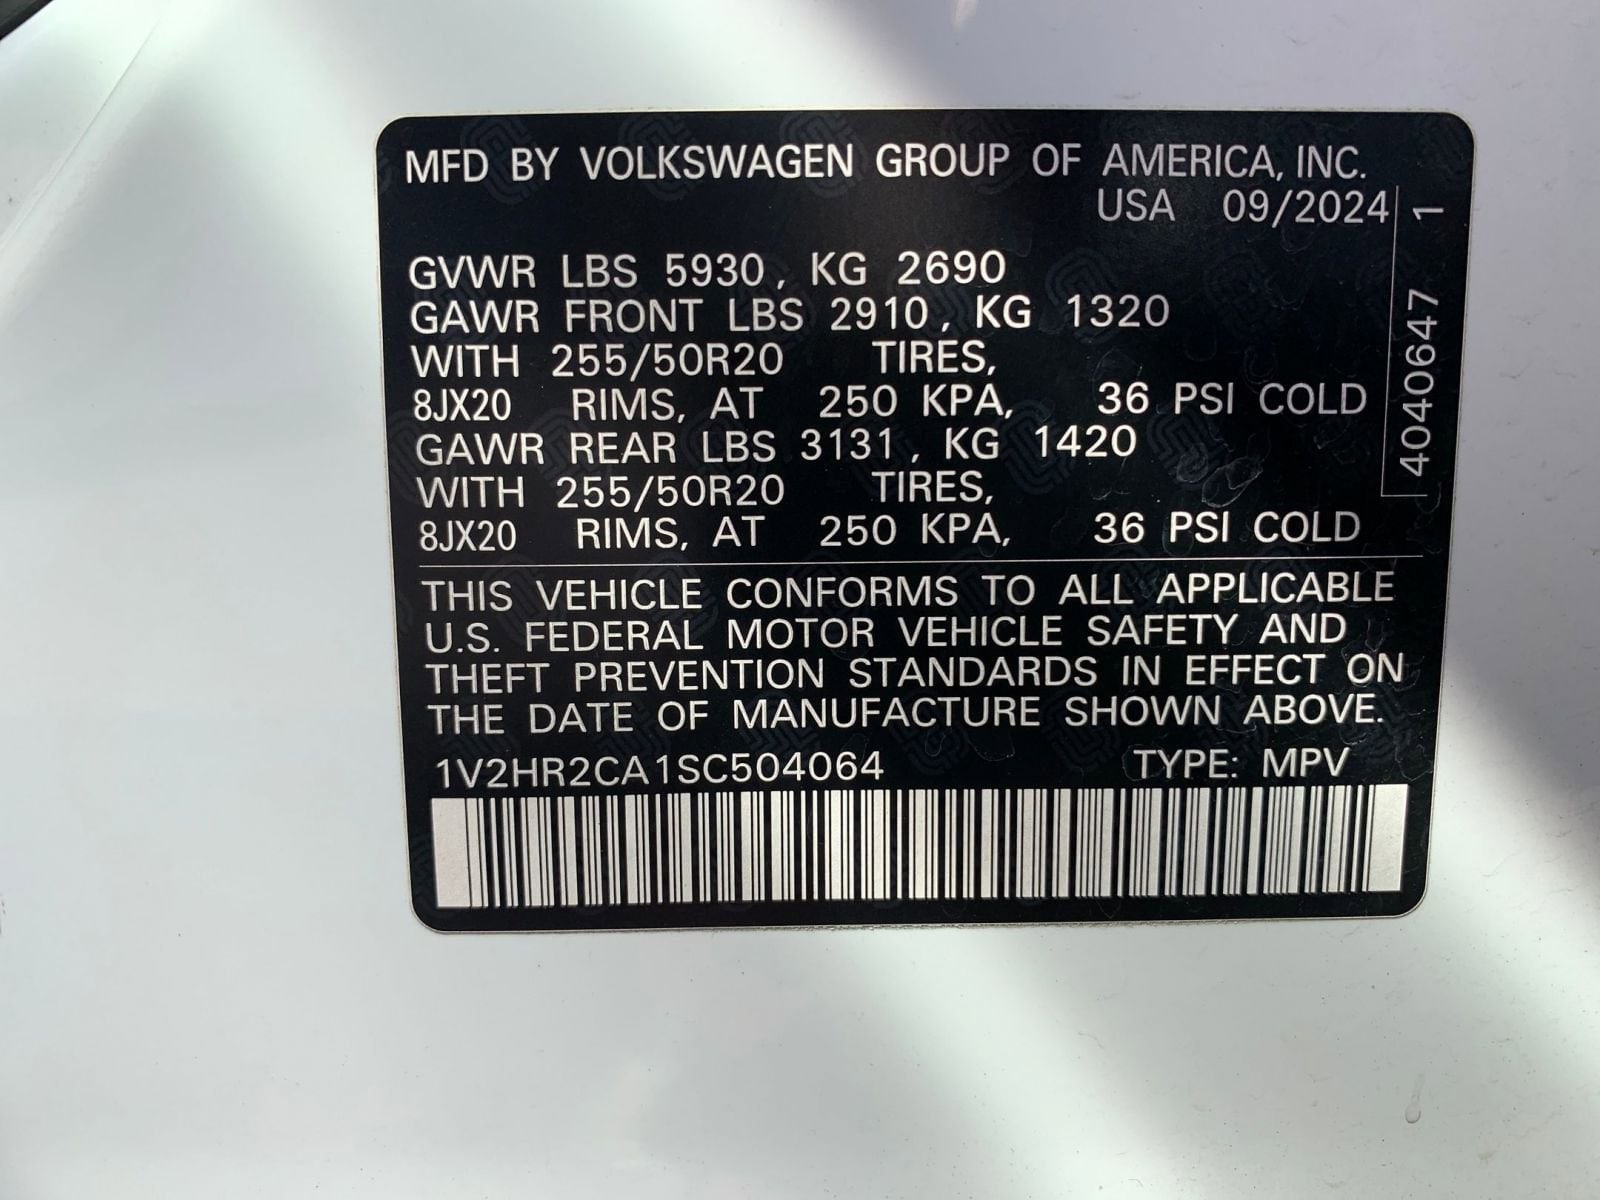 MFD BY VOLKSWAGEN GROUP OF AMERICA, INC.
USA 09/2024
GVWR LBS 5930, KG 2690
GAWR FRONT LBS 2910, KG 1320
WITH 255/50R20 TIRES,
8JX20 RIMS, AT 250 KPA, 36 PSI COLD
GAWR REAR LBS 3131, KG 1420
WITH 255/50R20 TIRES,
8JX20 RIMS, AT 250 KPA, 36 PSI COLD
4040647 1
THIS VEHICLE CONFORMS TO ALL APPLICABLE
U.S. FEDERAL MOTOR VEHICLE SAFETY AND
THEFT PREVENTION STANDARDS IN EFFECT ON
THE DATE OF MANUFACTURE SHOWN ABOVE.
1V2HR2CA1SC504064 TYPE: MPV